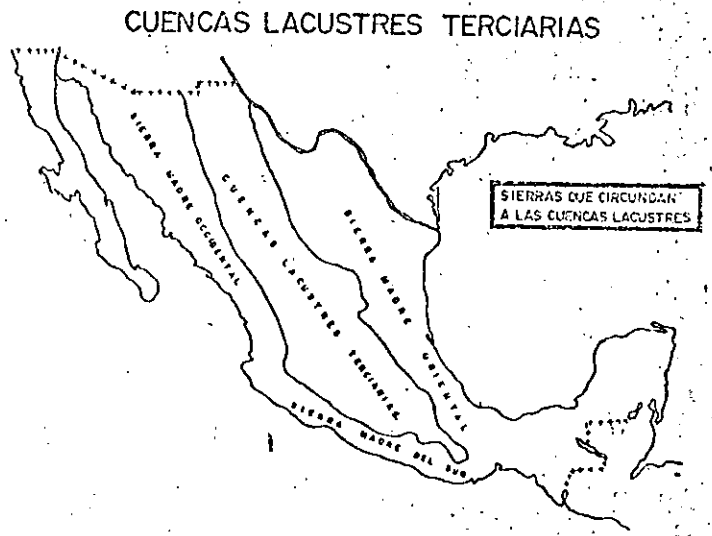 CUENCAS LACUSTRES TERCIARIAS
SIERRA MADRE OCCIDENTAL
CUENCAS LACUSTRES TERCIARIAS
SIERRA MADRE ORIENTAL
SIERRAS QUE CIRCUNDAN
A LAS CUENCAS LACUSTRES
SIERRA MADRE DEL SUR